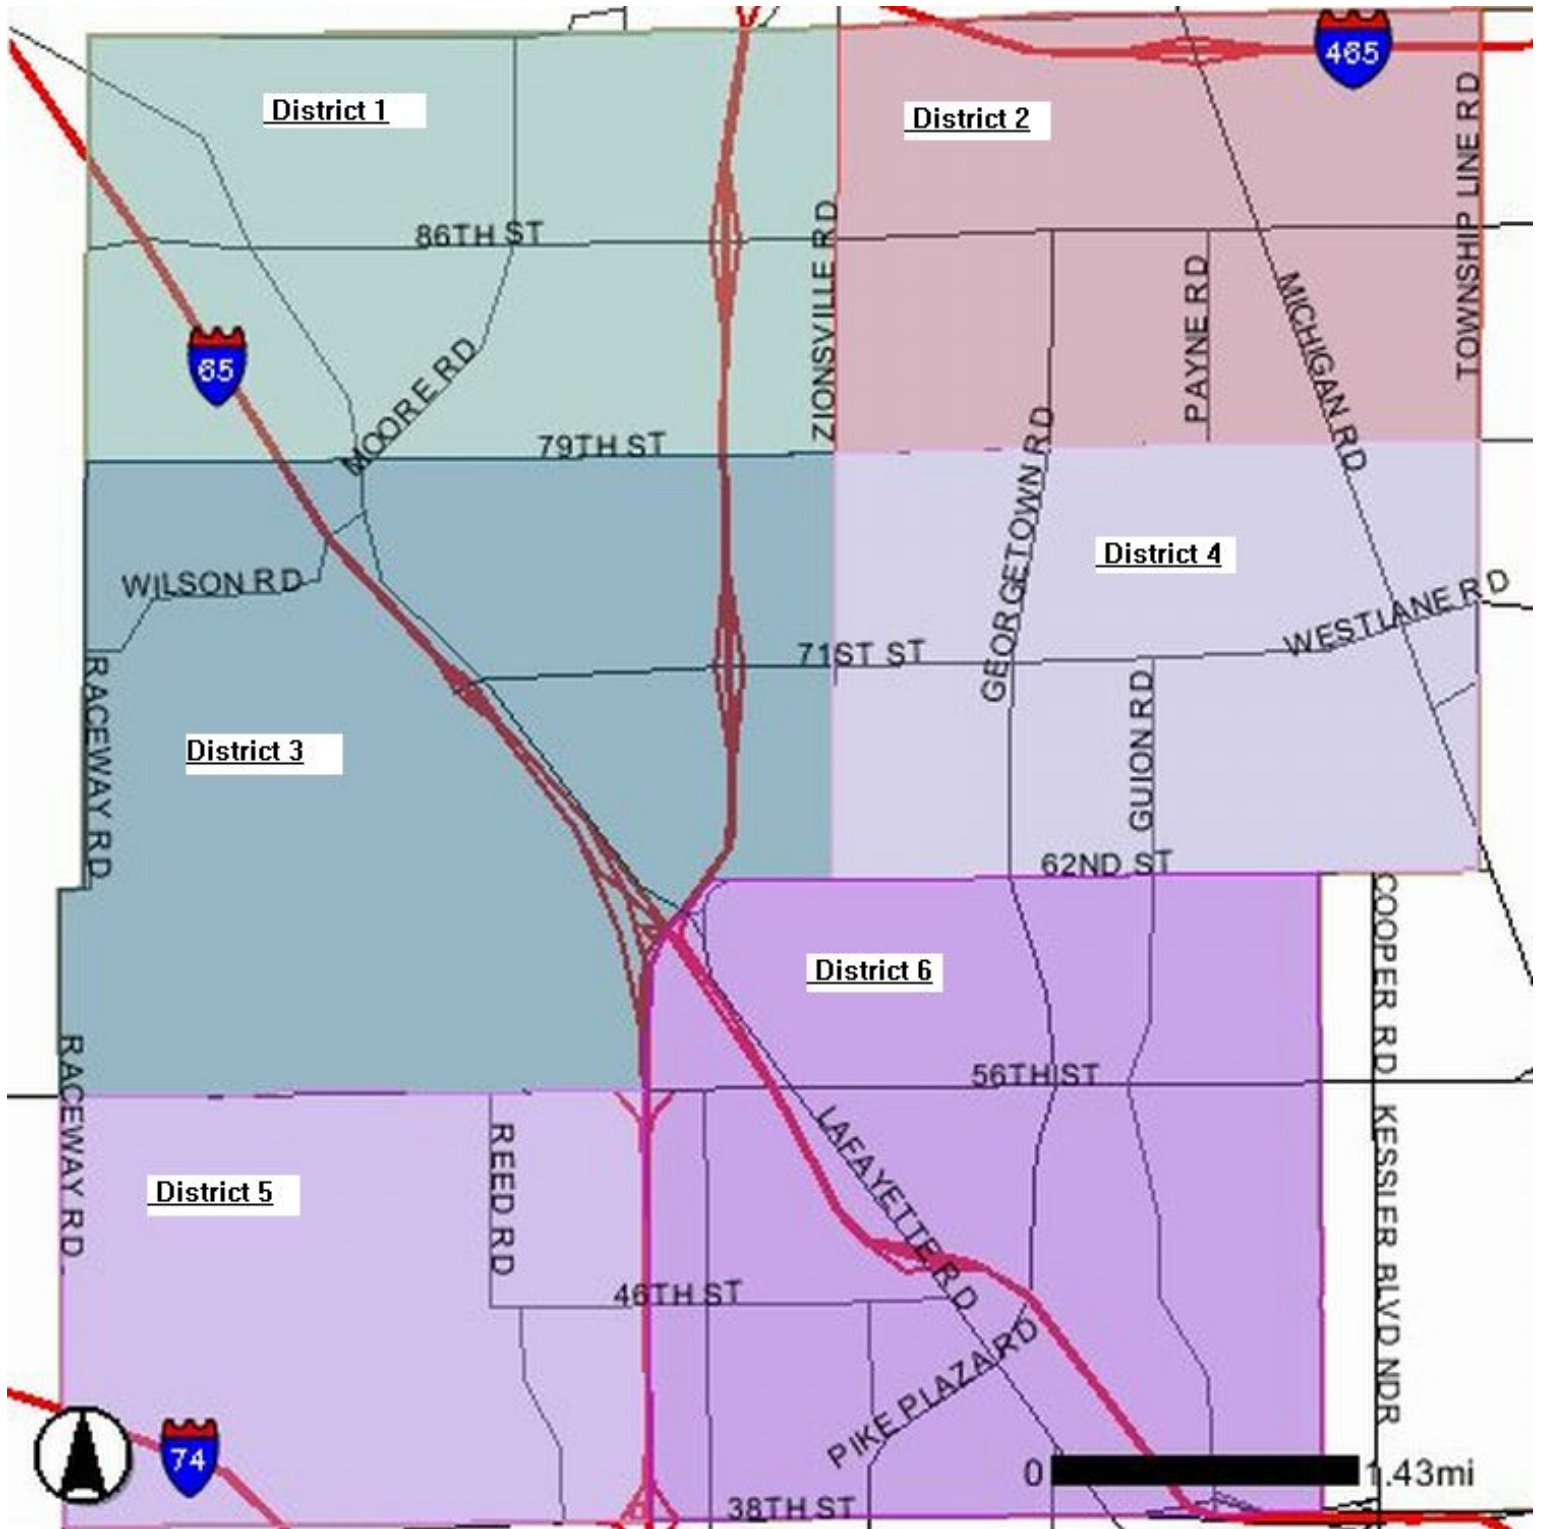 465
District 1
District 2
TOWNSHIP LINE RD
86TH ST
ZIONSVILLE RD
PAYNE RD
MICHIGAN RD
65
MOORE RD
79TH ST
GEORGETOWN RD
District 4
WILSON RD
WESTLANE RD
71ST ST
RACEWAY RD
District 3
GUION RD
62ND ST
COOPER RD
District 6
RACEWAY RD
56TH ST
LAFAYETTE RD
KESSLER BLVD NDR
REED RD
District 5
46TH ST
PIKE PLAZA RD
74
0 1.43mi
38TH ST